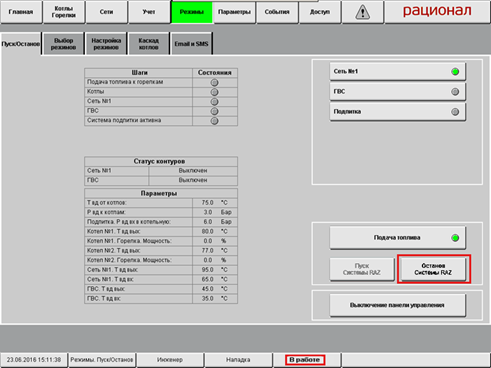 Главная
Котлы
Горелки
Сети
Учет
Режимы
Параметры
События
Доступ
рационал
Пуск/Останов
Выбор
режимов
Настройка
режимов
Каскад
котлов
Email и SMS
Шаги Состояния
Подача топлива к горелкам
Котлы
Сеть №1
ГВС
Система подпитки активна
Статус контуров
Сеть №1 Выключен
ГВС Выключен
Параметры
Т вд от котлов: 75.0 °C
Р вд к котлам: 3.0 Бар
Подпитка. Р вд вх в котельную: 6.0 Бар
Котел №1. Т вд вых: 80.0 °C
Котел №1. Горелка. Мощность: 0.0 %
Котел №2. Т вд вых: 77.0 °C
Котел №2. Горелка. Мощность: 0.0 %
Сеть №1. Т вд вых: 95.0 °C
Сеть №1. Т вд вх: 65.0 °C
ГВС. Т вд вых: 45.0 °C
ГВС. Т вд вх: 35.0 °C
Сеть №1
ГВС
Подпитка
Подача топлива
Пуск
Системы RAZ
Останов
Системы RAZ
Выключение панели управления
23.06.2016 15:11:38 Режимы. Пуск/Останов Инженер Наладка В работе